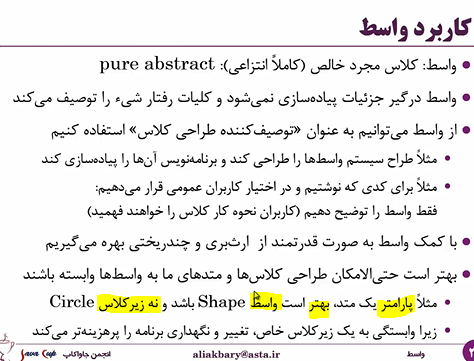 کاربرد واسط
واسط: کلاس مجرد خالص (کاملاً انتزاعی): pure abstract
واسط درگیر جزئیات پیاده‌سازی نمی‌شود و کلیات رفتار شیء را توصیف می‌کند
از واسط می‌توانیم به عنوان «توصیف‌کننده طراحی کلاس» استفاده کنیم
مثلاً طراح سیستم واسط‌ها را طراحی کند و برنامه‌نویس آن‌ها را پیاده‌سازی کند
مثلاً برای کدی که نوشتیم و در اختیار کاربران عمومی قرار می‌دهیم:
فقط واسط را توضیح دهیم (کاربران نحوه کار کلاس را خواهند فهمید)
با کمک واسط به صورت قدرتمند از ارث‌بری و چندریختی بهره می‌گیریم
بهتر است حتی‌الامکان طراحی کلاس‌ها و متدهای ما به واسط‌ها وابسته باشند
مثلاً پارامتر یک متد، بهتر است واسط Shape باشد و نه زیرکلاس Circle
زیرا وابستگی به یک زیرکلاس خاص، تغییر و نگهداری برنامه را پرهزینه‌تر می‌کند
واسط
aliakbary@asta.ir
انجمن جاواکاپ
Java Cup